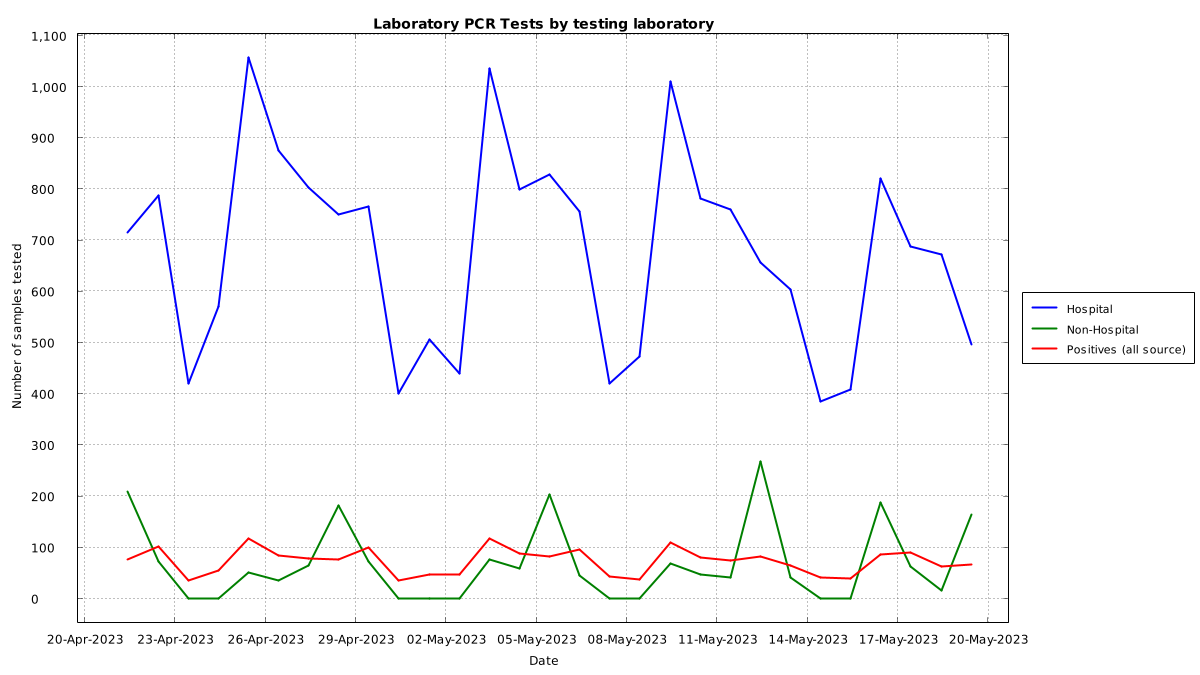 Laboratory PCR Tests by testing laboratory
1,100
1,000
900
800
700
600
500
400
300
200
100
0
Number of samples tested
20-Apr-2023 23-Apr-2023 26-Apr-2023 29-Apr-2023 02-May-2023 05-May-2023 08-May-2023 11-May-2023 14-May-2023 17-May-2023 20-May-2023
Date
Hospital
Non-Hospital
Positives (all source)